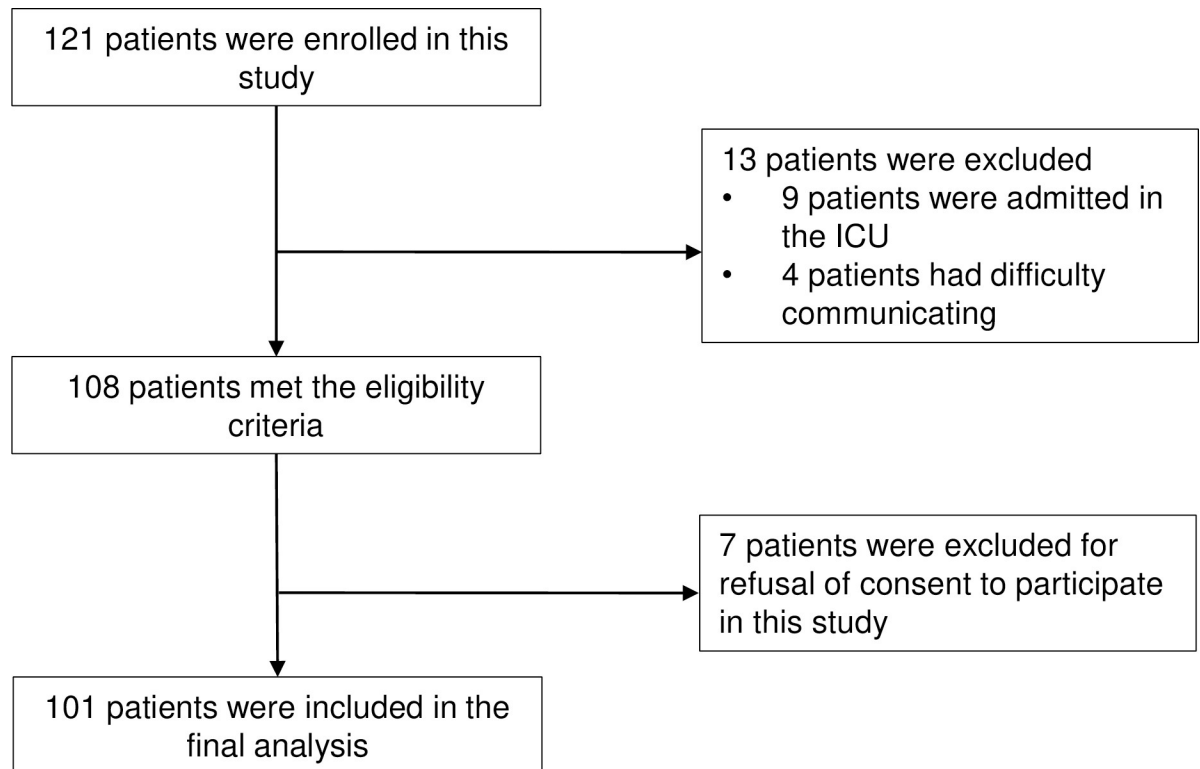 121 patients were enrolled in this
study
13 patients were excluded
• 9 patients were admitted in
the ICU
• 4 patients had difficulty
communicating
108 patients met the eligibility
criteria
7 patients were excluded for
refusal of consent to participate
in this study
101 patients were included in the
final analysis